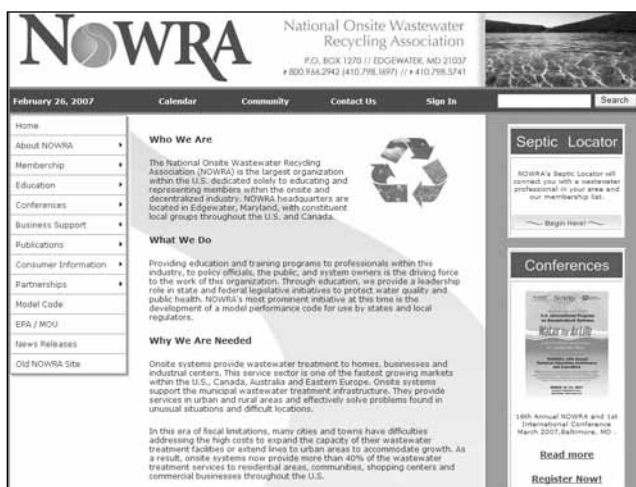 NOWRA
National Onsite Wastewater
Recycling Association
P.O. BOX 1270 // EDGEWATER, MD 21037
P 800.966.2942 (410.798.1697) // F 410.798.5741
February 26, 2007
Calendar
Community
Contact Us
Sign In
Search
Home
About NOWRA
Membership
Education
Conferences
Business Support
Publications
Consumer Information
Partnerships
Model Code
EPA / MOU
News Releases
Old NOWRA Site
Who We Are
The National Onsite Wastewater Recycling
Association (NOWRA) is the largest organization
within the U.S. dedicated solely to educating and
representing members within the onsite and
decentralized industry. NOWRA headquarters are
located in Edgewater, Maryland, with constituent
local groups throughout the U.S. and Canada.
What We Do
Providing education and training programs to professionals within this
industry, to policy officials, the public, and system owners is the driving force
to the work of this organization. Through education, we provide a leadership
role in state and federal legislative initiatives to protect water quality and
public health. NOWRA's most prominent initiative at this time is the
development of a model performance code for use by states and local
regulators.
Why We Are Needed
Onsite systems provide wastewater treatment to homes, businesses and
industrial centers. This service sector is one of the fastest growing markets
within the U.S., Canada, Australia and Eastern Europe. Onsite systems
support the municipal wastewater treatment infrastructure. They provide
services in urban and rural areas and effectively solve problems found in
unusual situations and difficult locations.
In this era of fiscal limitations, many cities and towns have difficulties
addressing the high costs to expand the capacity of their wastewater
treatment facilities or extend lines to urban areas to accommodate growth. As
a result, onsite systems now provide more than 40% of the wastewater
treatment services to residential areas, communities, shopping centers and
commercial businesses throughout the U.S.
Septic Locator
NOWRA's Septic Locator will
connect you with a wastewater
professional in your area and
our membership list.
Begin Here!
Conferences
NOWRA
Water for All Life
16th Annual NOWRA and 1st
International Conference
March 2007, Baltimore, MD .
Read more
Register Now!